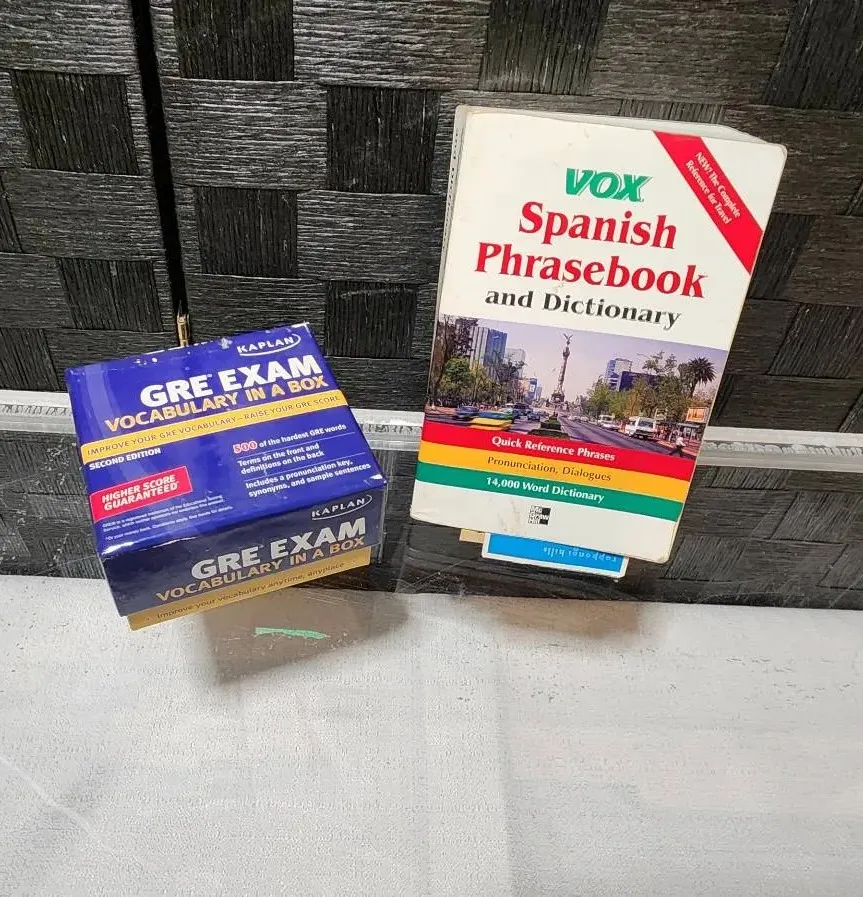 KAPLAN
GRE EXAM
VOCABULARY IN A BOX
IMPROVE YOUR GRE VOCABULARY—RAISE YOUR GRE SCORE
SECOND EDITION
500 of the hardest GRE words
Terms on the front and
definitions on the back
Includes a pronunciation key,
synonyms, and sample sentences
HIGHER SCORE
GUARANTEED*
KAPLAN
GRE EXAM
VOCABULARY IN A BOX
Improve your vocabulary anytime, anyplace
NEW! The Complete
Reference for Travel
VOX
Spanish
Phrasebook
and Dictionary
Quick Reference Phrases
Pronunciation, Dialogues
14,000 Word Dictionary
Mc
Graw
Hill